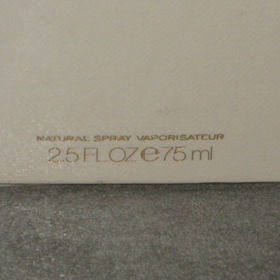 NATURAL SPRAY VAPORISATEUR
2.5 FL.OZ ℮ 75 ml